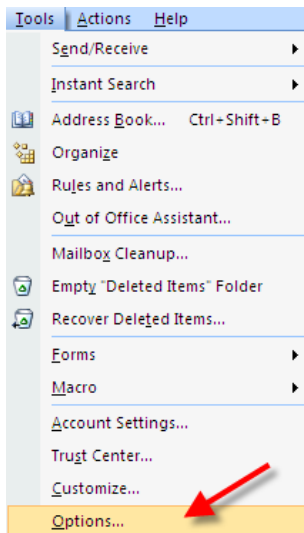 Tools Actions Help
Send/Receive
Instant Search
Address Book... Ctrl+Shift+B
Organize
Rules and Alerts...
Out of Office Assistant...
Mailbox Cleanup...
Empty "Deleted Items" Folder
Recover Deleted Items...
Forms
Macro
Account Settings...
Trust Center...
Customize...
Options...